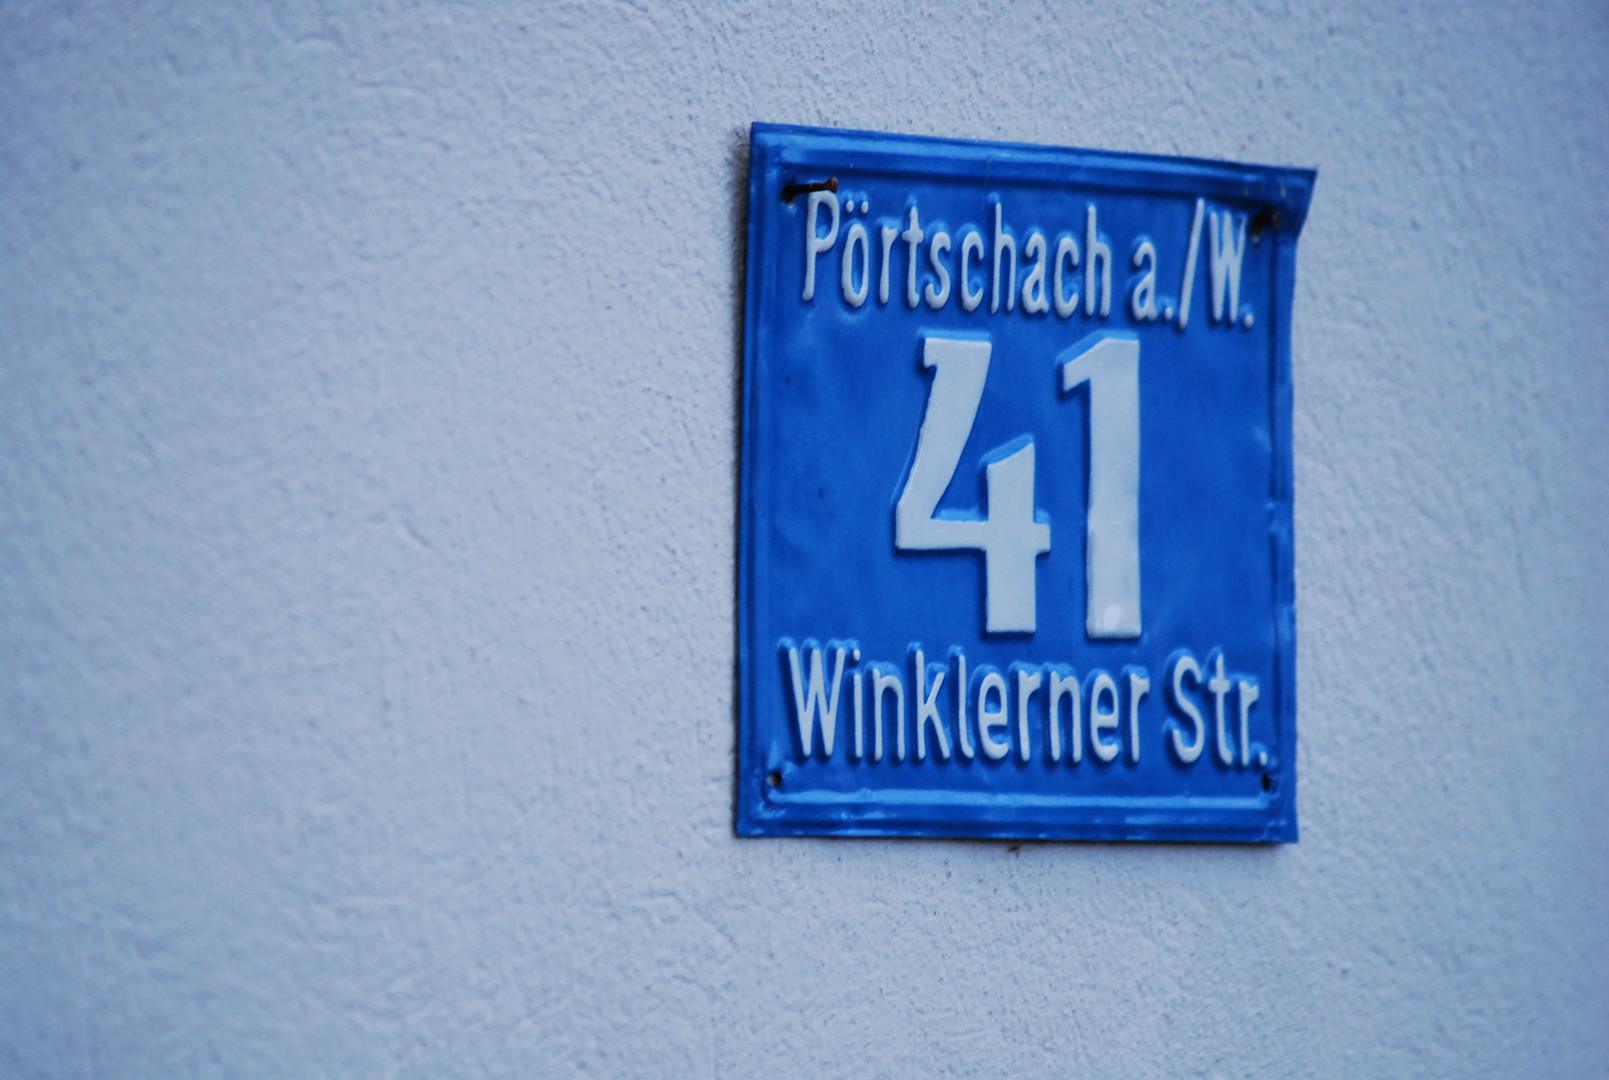 Pörtschach a./W.
41
Winklerner Str.